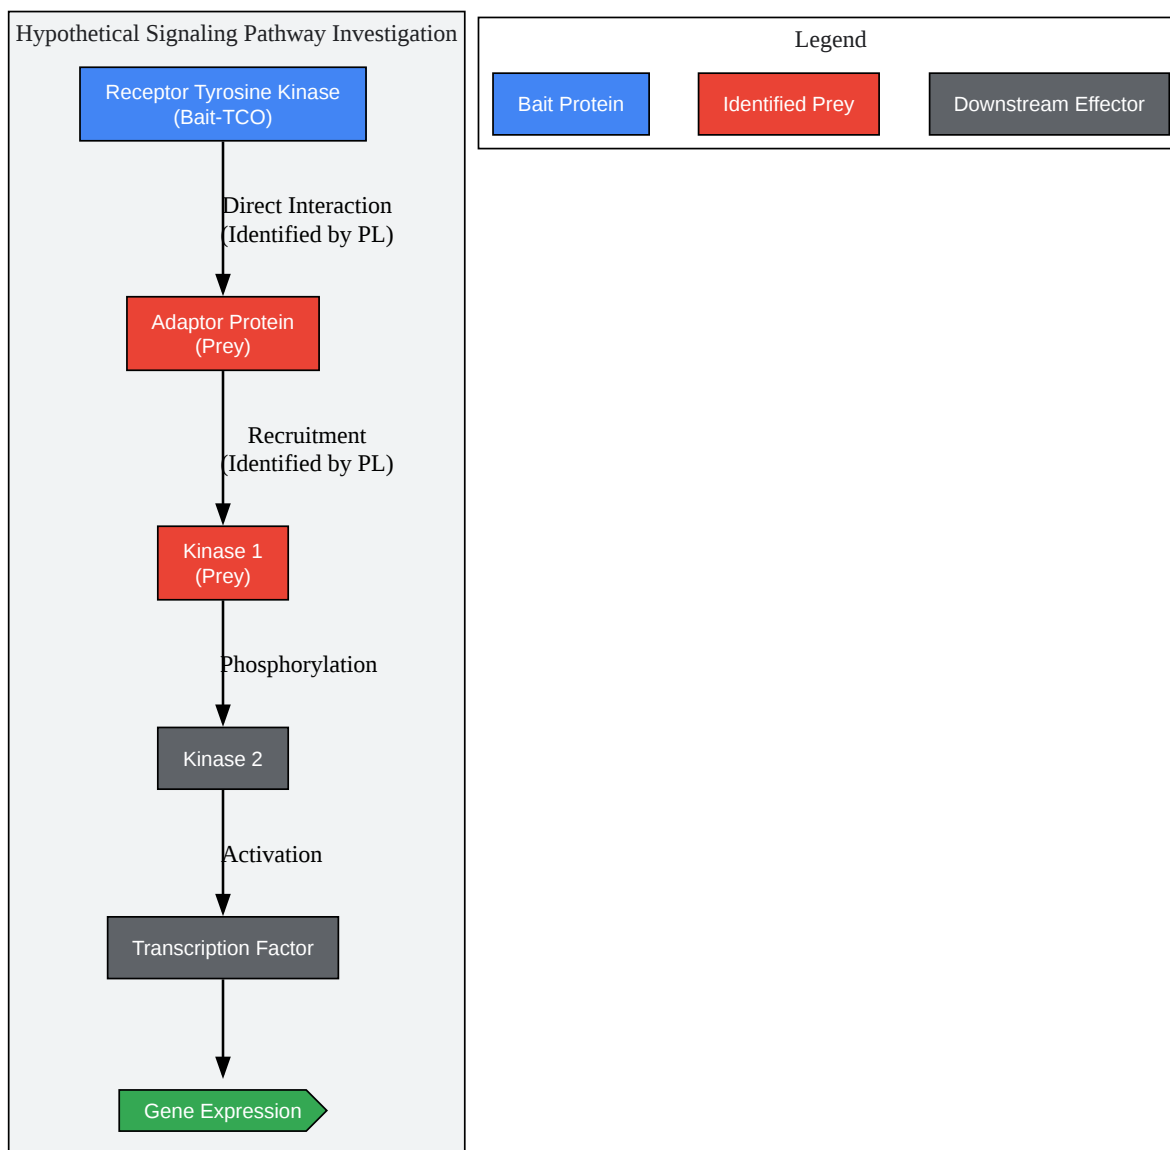 Hypothetical Signaling Pathway Investigation
Receptor Tyrosine Kinase
(Bait-TCO)
Direct Interaction
(Identified by PL)
Adaptor Protein
(Prey)
Recruitment
(Identified by PL)
Kinase 1
(Prey)
Phosphorylation
Kinase 2
Activation
Transcription Factor
Gene Expression
Legend
Bait Protein
Identified Prey
Downstream Effector